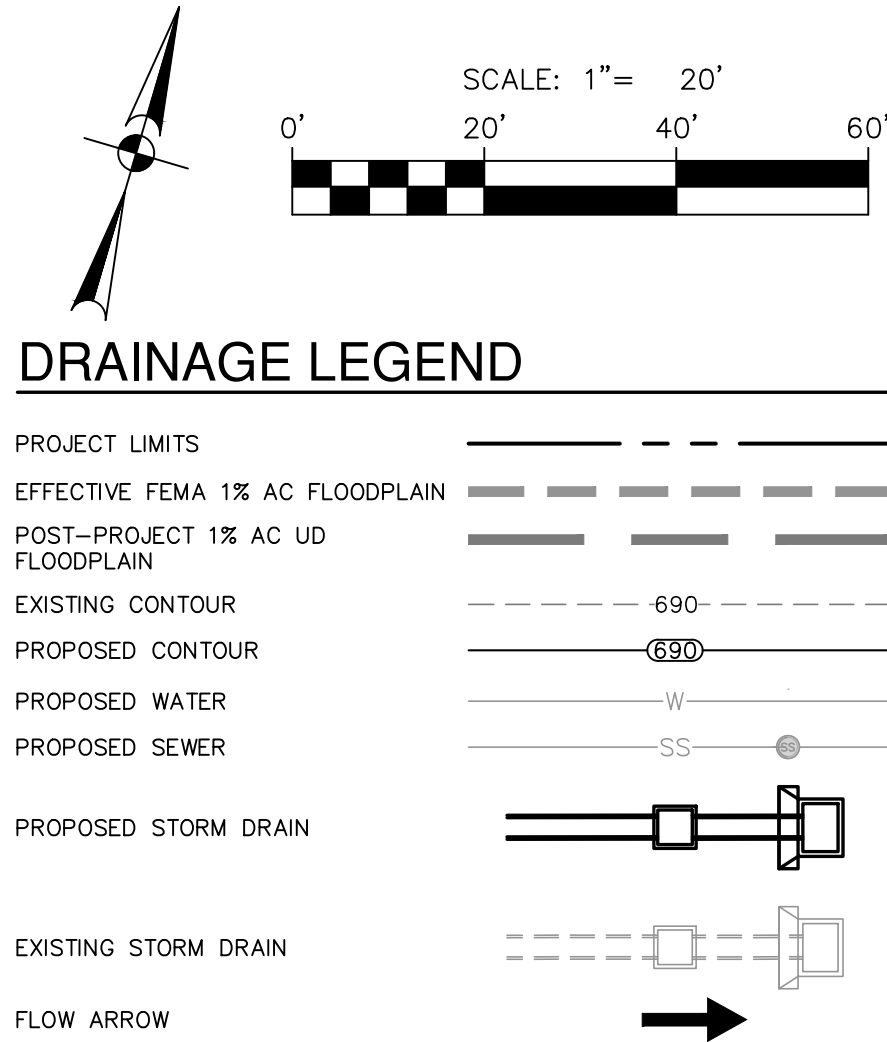 SCALE: 1"= 20'
0' 20' 40' 60'
DRAINAGE LEGEND
PROJECT LIMITS
EFFECTIVE FEMA 1% AC FLOODPLAIN
POST-PROJECT 1% AC UD
FLOODPLAIN
EXISTING CONTOUR 690
PROPOSED CONTOUR 690
PROPOSED WATER W
PROPOSED SEWER SS SS
PROPOSED STORM DRAIN
EXISTING STORM DRAIN
FLOW ARROW